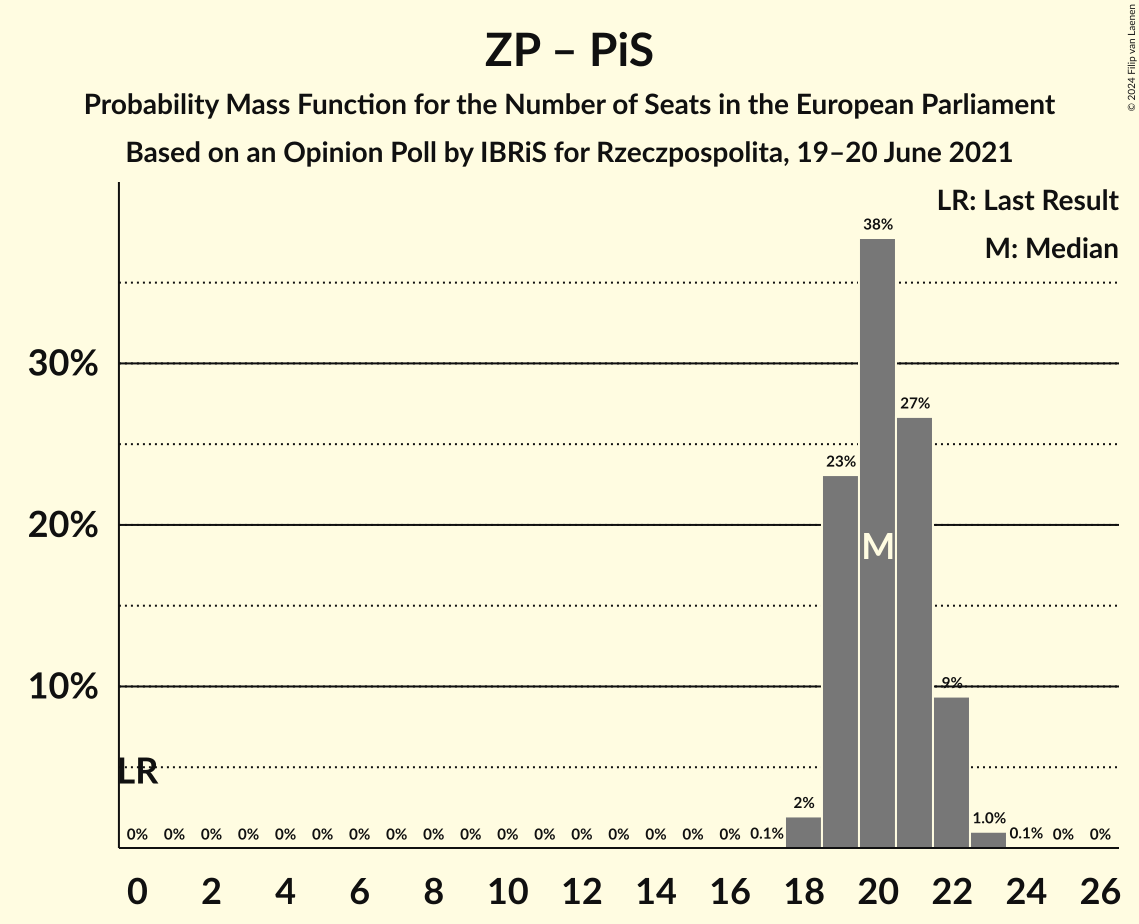 ZP – PiS
Probability Mass Function for the Number of Seats in the European Parliament
Based on an Opinion Poll by IBRiS for Rzeczpospolita, 19–20 June 2021
© 2024 Filip van Laenen
LR: Last Result
M: Median
38%
30%
27%
23%
20%
M
10%
9%
LR
2%
1.0%
0% 0% 0% 0% 0% 0% 0% 0% 0% 0% 0% 0% 0% 0% 0% 0% 0% 0.1% 0.1% 0% 0%
0 2 4 6 8 10 12 14 16 18 20 22 24 26